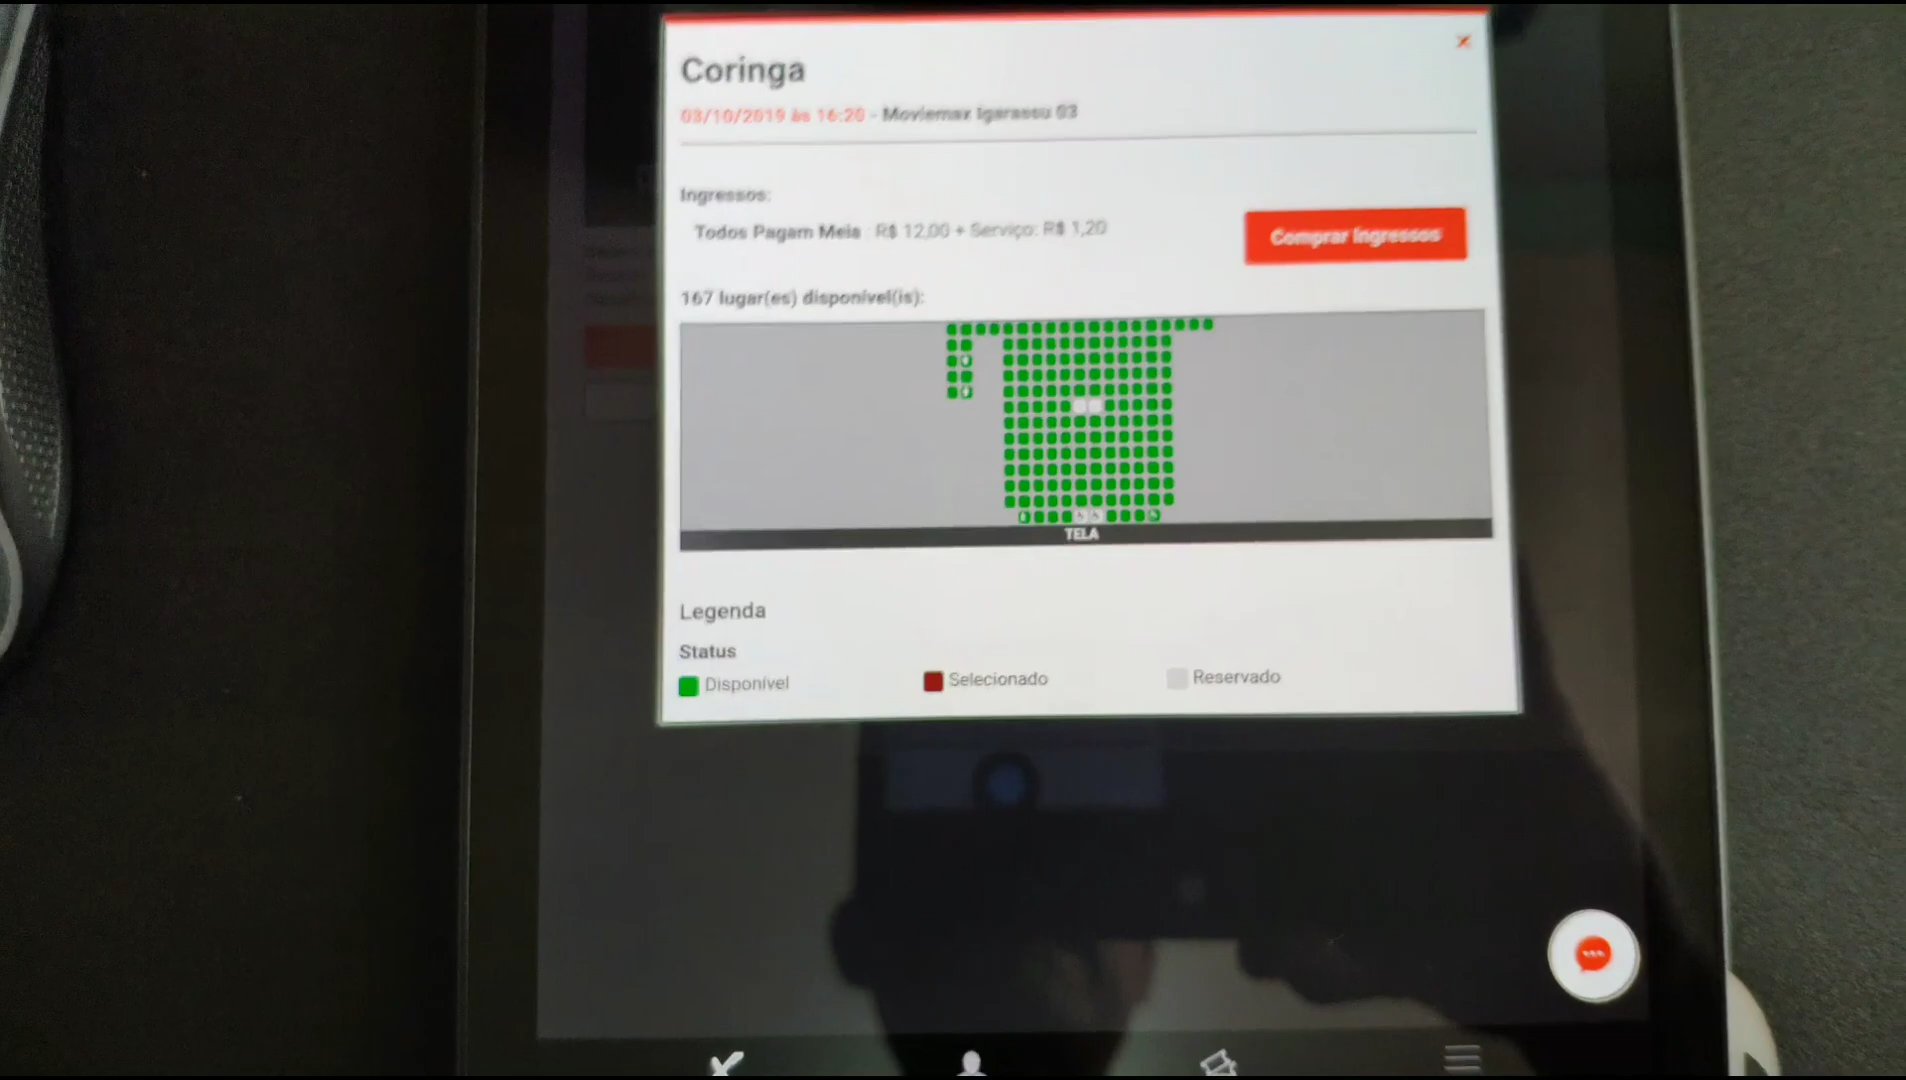 Coringa
03/10/2019 às 16:20 - Moviemax Igarassu 03
Ingressos:
Todos Pagam Meia : R$ 12,00 + Serviço: R$ 1,20
Comprar Ingressos
167 lugar(es) disponível(is):
TELA
Legenda
Status
Disponível
Selecionado
Reservado